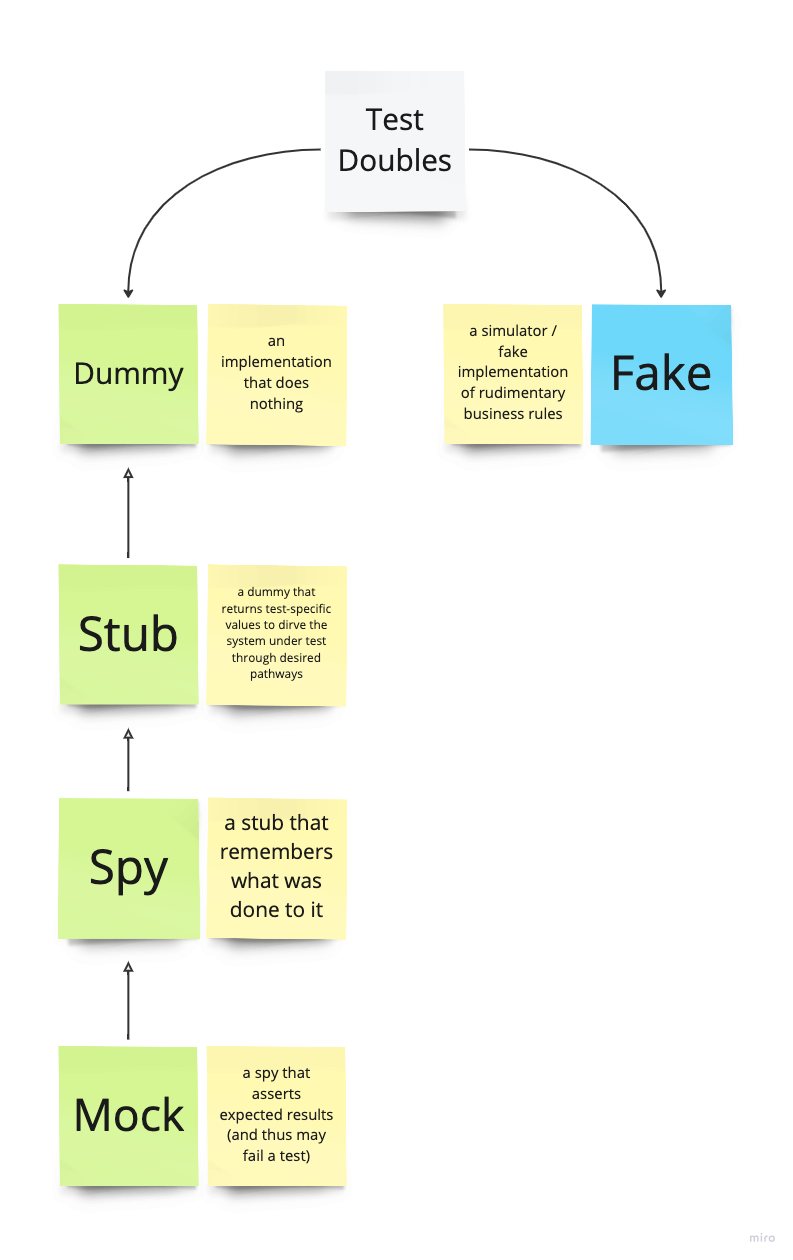 Test
Doubles
Dummy
an
implementation
that does
nothing
a simulator /
fake
implementation
of rudimentary
business rules
Fake
Stub
a dummy that
returns test-specific
values to dirve the
system under test
through desired
pathways
Spy
a stub that
remembers
what was
done to it
Mock
a spy that
asserts
expected results
(and thus may
fail a test)
miro